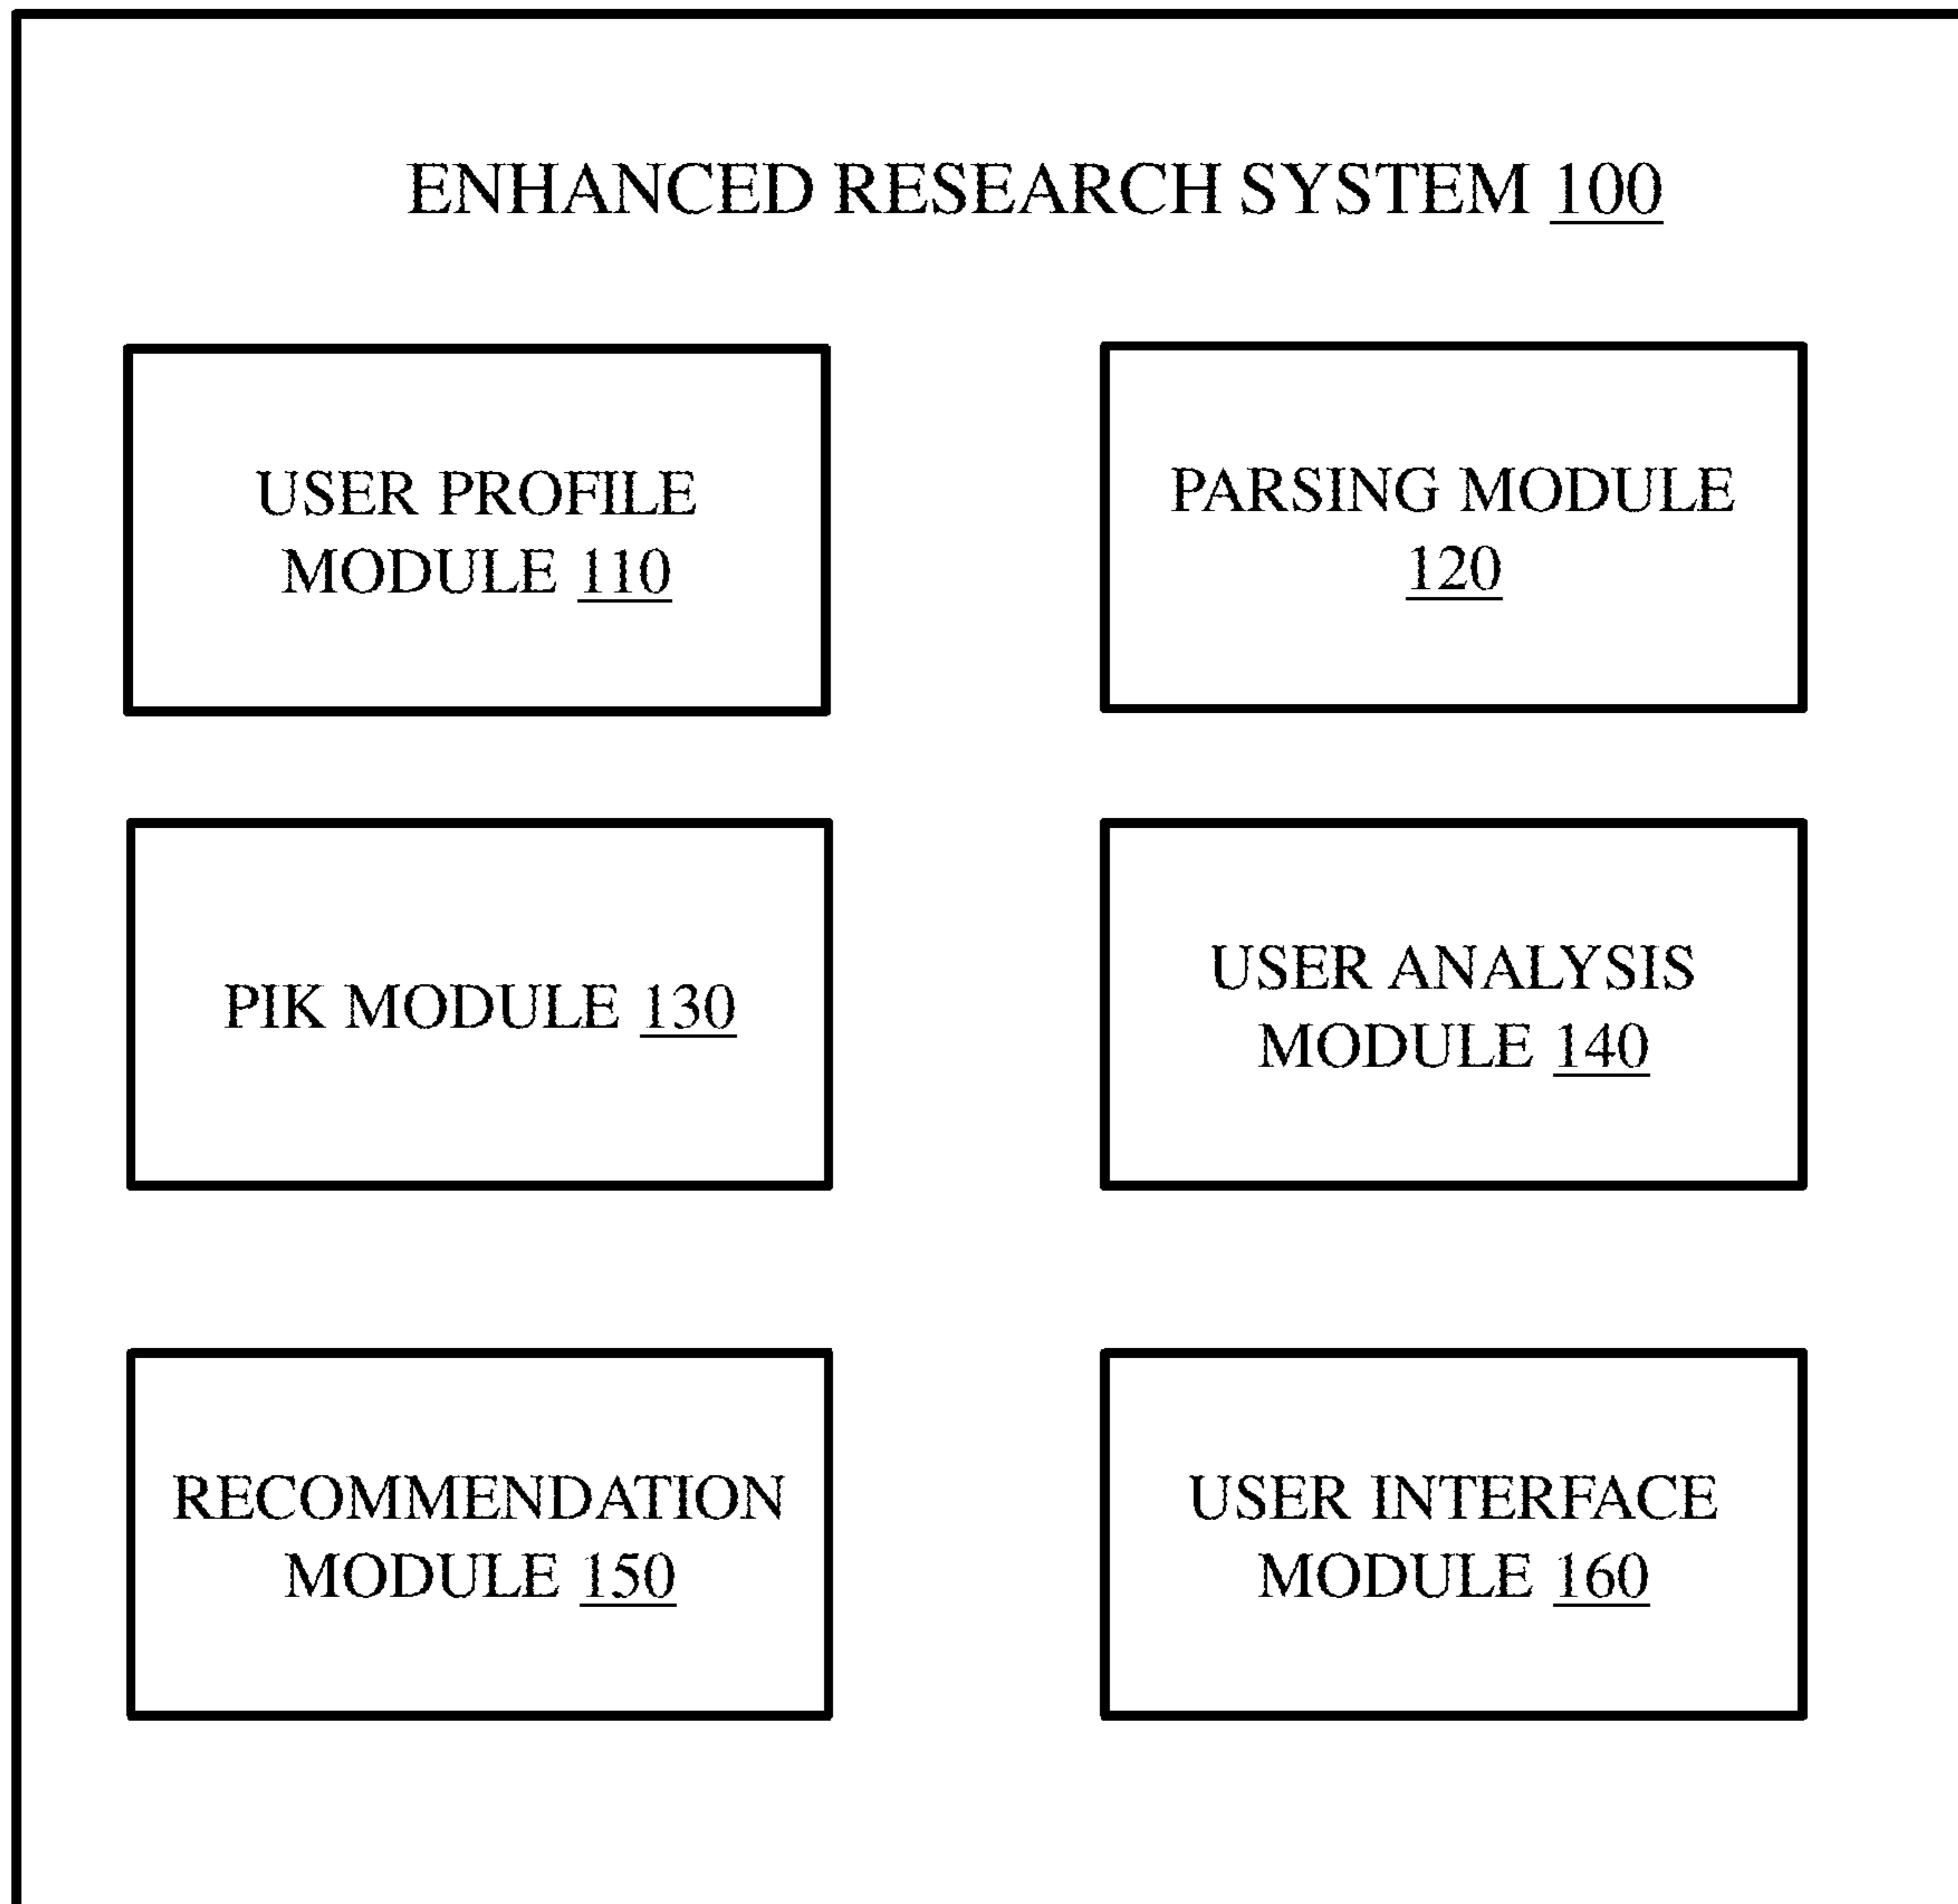 ENHANCED RESEARCH SYSTEM 100
USER PROFILE
MODULE 110
PARSING MODULE
120
PIK MODULE 130
USER ANALYSIS
MODULE 140
RECOMMENDATION
MODULE 150
USER INTERFACE
MODULE 160